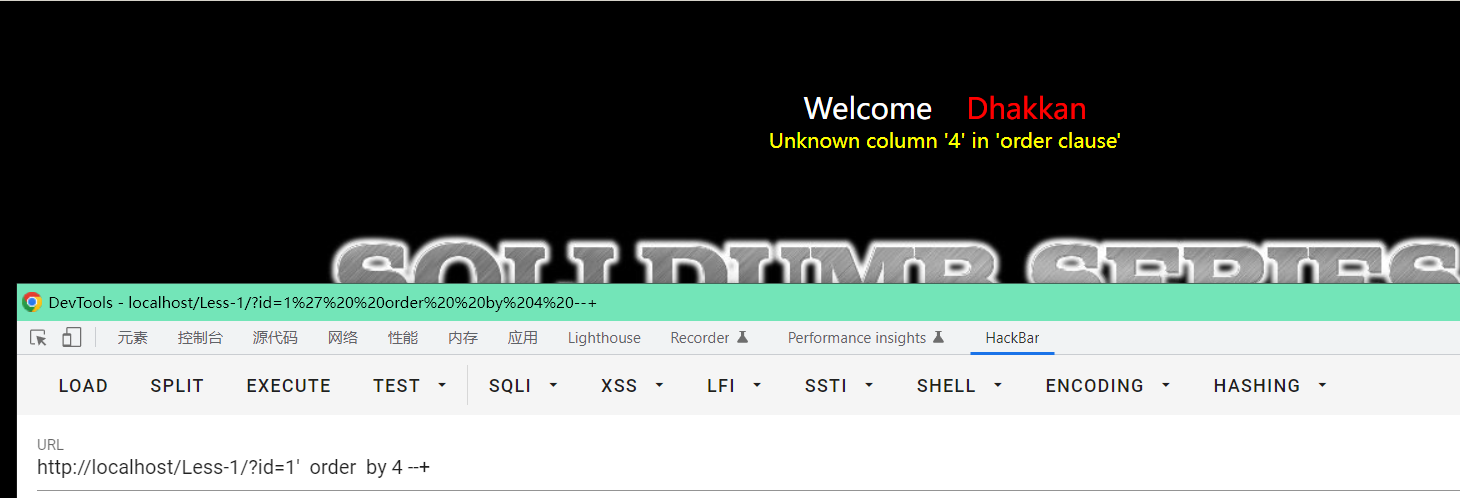 Welcome Dhakkan
Unknown column '4' in 'order clause'
SQLI DUMB SERIES
DevTools - localhost/Less-1/?id=1%27%20%20order%20%20by%204%20--+
元素 控制台 源代码 网络 性能 内存 应用 Lighthouse Recorder Performance insights HackBar
LOAD SPLIT EXECUTE TEST SQLI XSS LFI SSTI SHELL ENCODING HASHING
URL
http://localhost/Less-1/?id=1'  order  by 4 --+